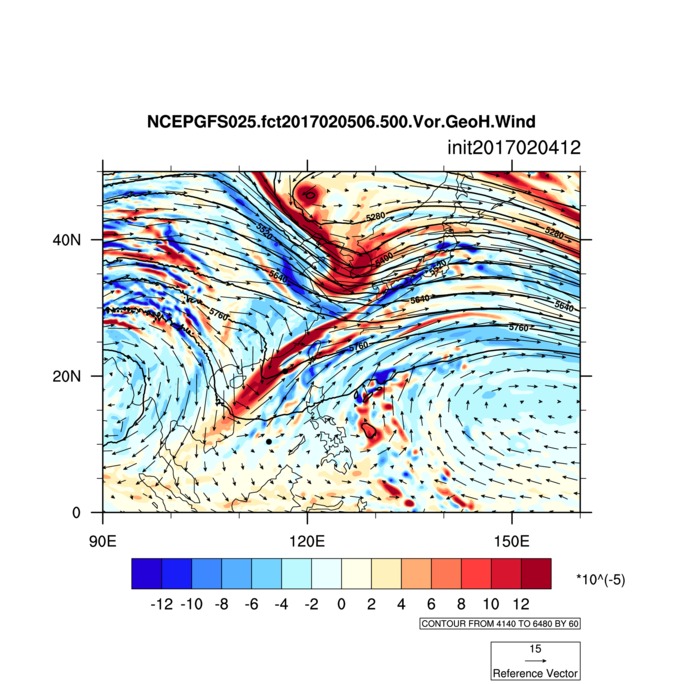 NCEPGFS025.fct2017020506.500.Vor.GeoH.Wind
init2017020412
5280
5280
5520
5400
5520
5640
5640
5640
5760
5760
5760
40N
20N
0
90E 120E 150E
-12 -10 -8 -6 -4 -2 0 2 4 6 8 10 12
*10^(-5)
CONTOUR FROM 4140 TO 6480 BY 60
15
Reference Vector